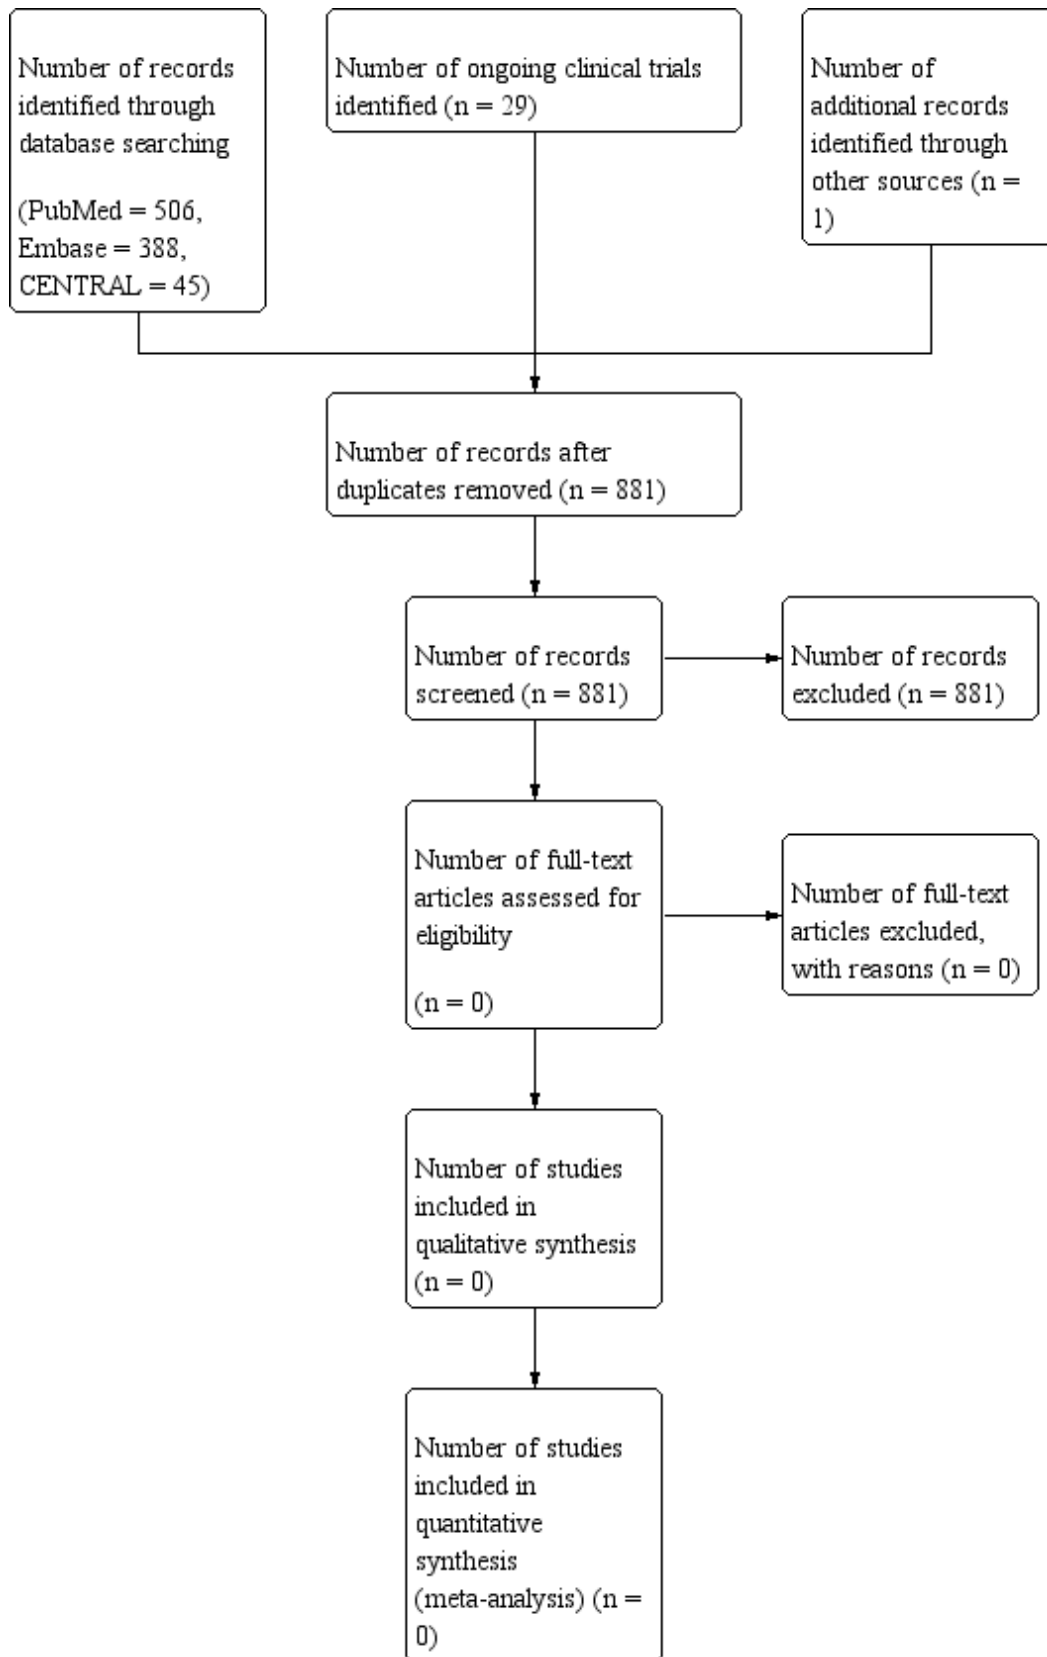 Number of records
identified through
database searching
(PubMed = 506,
Embase = 388,
CENTRAL = 45)
Number of ongoing clinical trials
identified (n = 29)
Number of
additional records
identified through
other sources (n =
1)
Number of records after
duplicates removed (n = 881)
Number of records
screened (n = 881)
Number of records
excluded (n = 881)
Number of full-text
articles assessed for
eligibility
(n = 0)
Number of full-text
articles excluded,
with reasons (n = 0)
Number of studies
included in
qualitative synthesis
(n = 0)
Number of studies
included in
quantitative
synthesis
(meta-analysis) (n =
0)